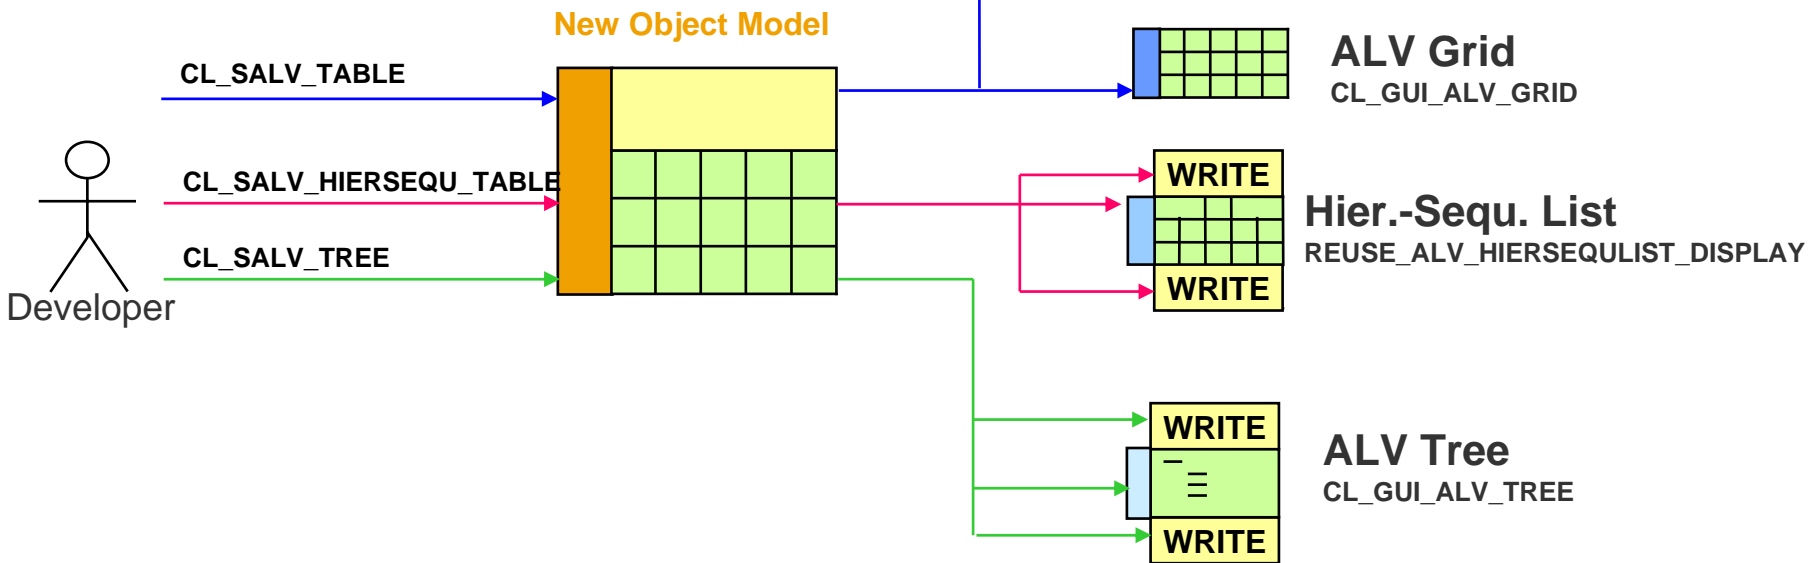 New Object Model
CL_SALV_TABLE
ALV Grid
CL_GUI_ALV_GRID
CL_SALV_HIERSEQU_TABLE
WRITE
Hier.-Sequ. List
REUSE_ALV_HIERSEQULIST_DISPLAY
WRITE
CL_SALV_TREE
Developer
WRITE
ALV Tree
CL_GUI_ALV_TREE
WRITE